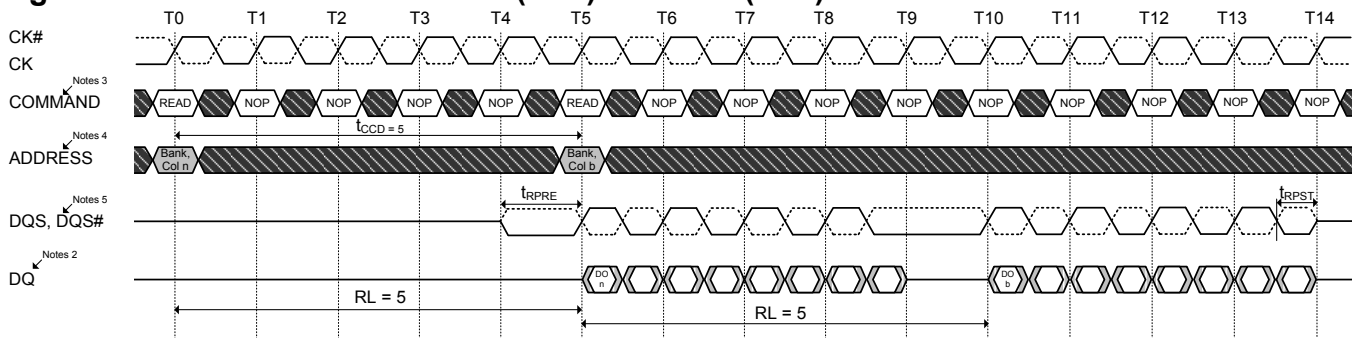 T0 T1 T2 T3 T4 T5 T6 T7 T8 T9 T10 T11 T12 T13 T14
CK#
CK
Notes 3
COMMAND READ NOP NOP NOP NOP READ NOP NOP NOP NOP NOP NOP NOP NOP NOP
tCCD = 5
Notes 4
ADDRESS Bank, Col n Bank, Col b
tRPRE tRPST
Notes 5
DQS, DQS#
Notes 2
DQ DO n DO b
RL = 5
RL = 5